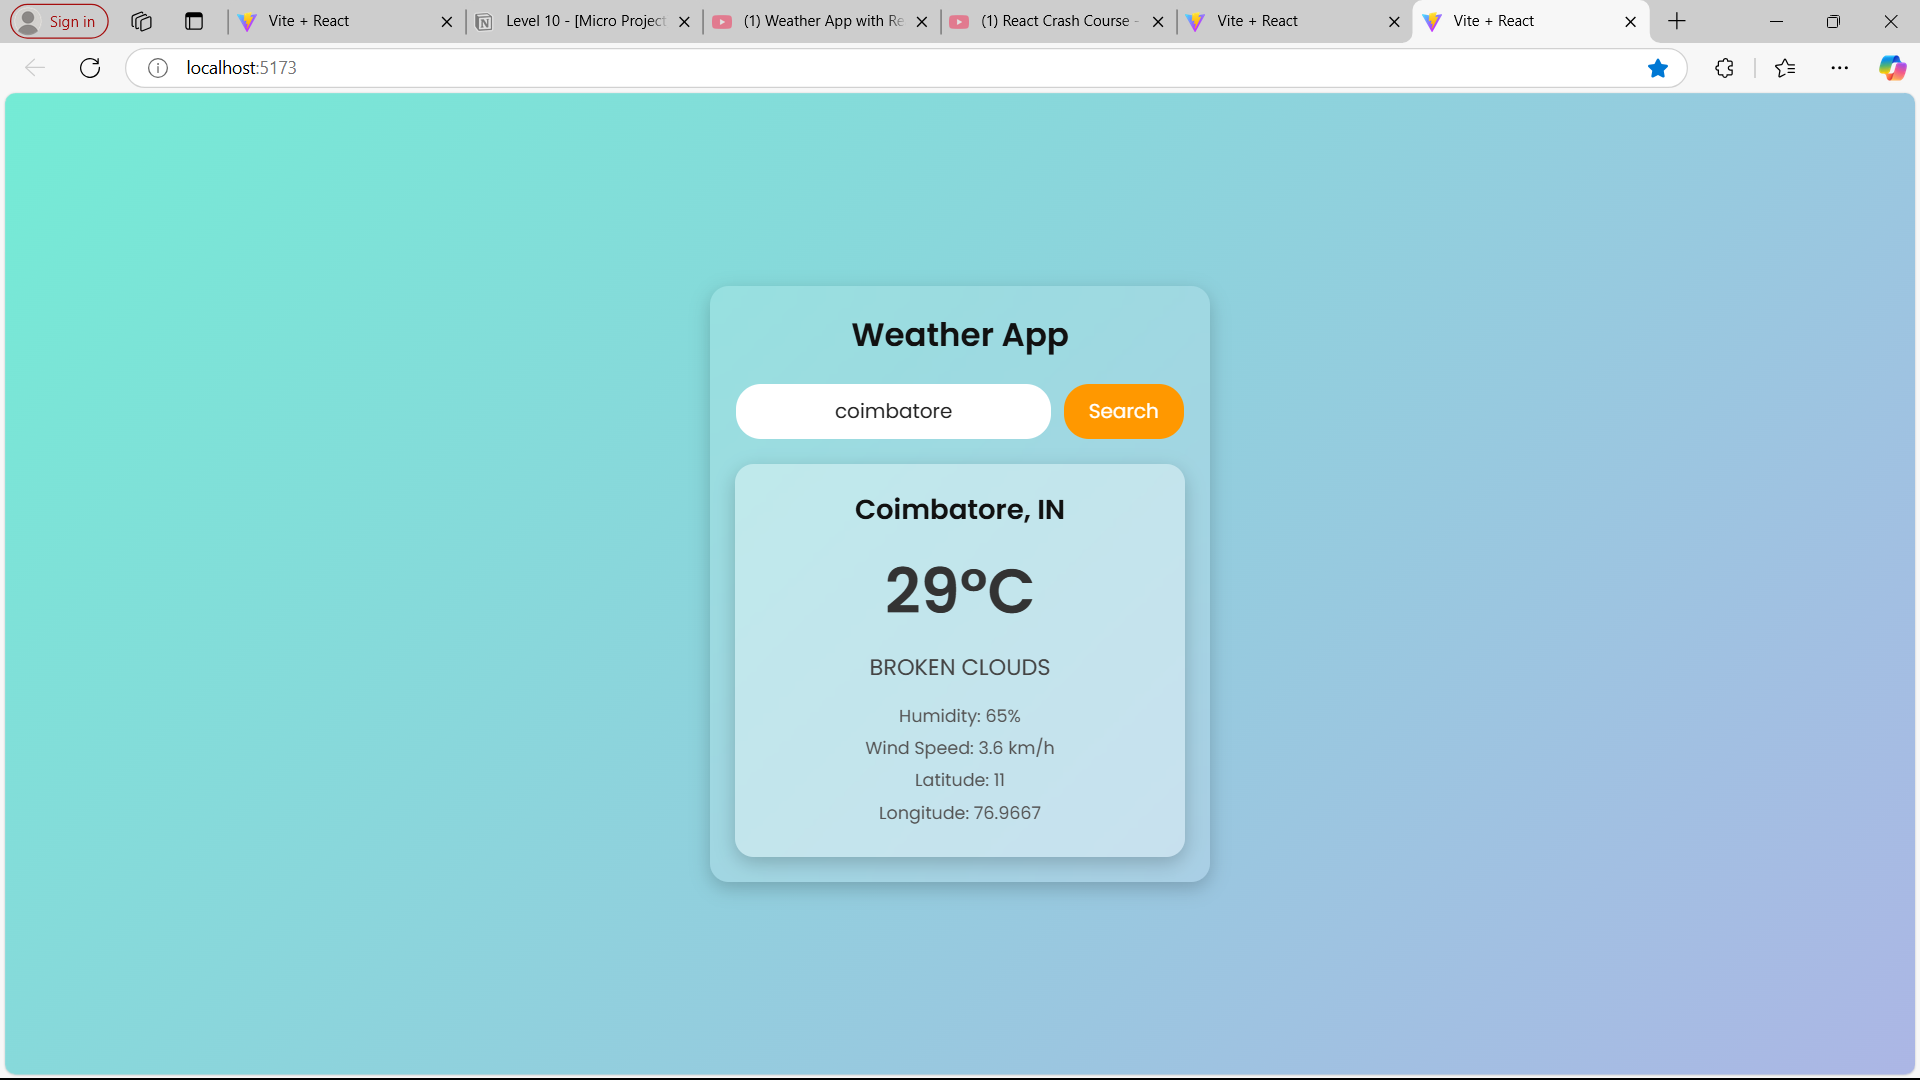 Sign in
Vite + React
Level 10 - [Micro Project
(1) Weather App with Re
(1) React Crash Course -
Vite + React
Vite + React
localhost:5173
Weather App
coimbatore
Search
Coimbatore, IN
29°C
BROKEN CLOUDS
Humidity: 65%
Wind Speed: 3.6 km/h
Latitude: 11
Longitude: 76.9667